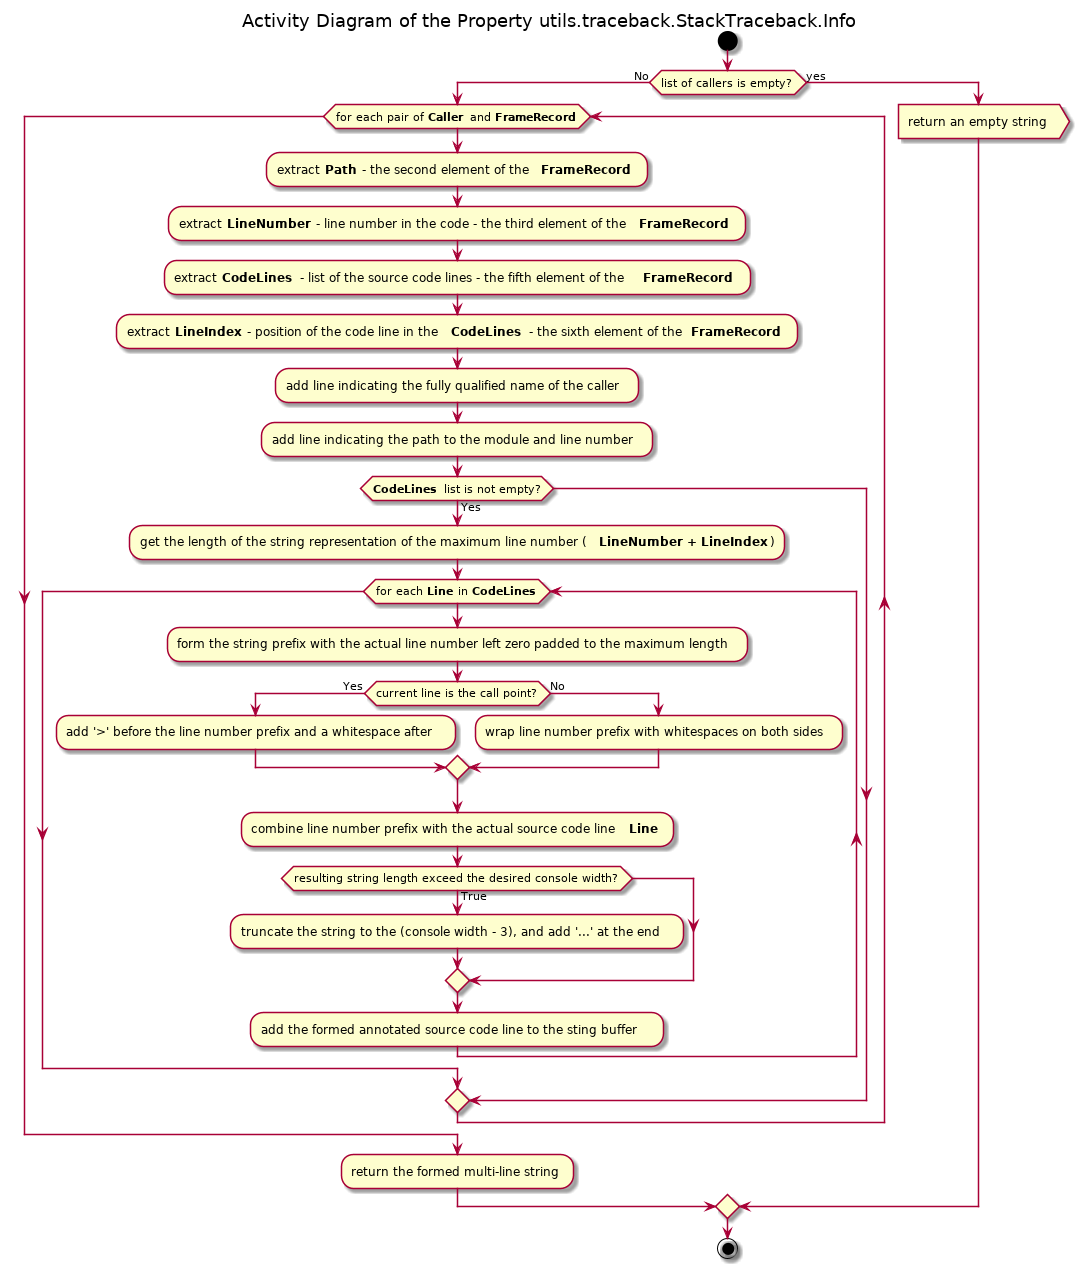 Activity Diagram of the Property utils.traceback.StackTraceback.Info
list of callers is empty?
No
yes
return an empty string
for each pair of Caller and FrameRecord
extract Path - the second element of the FrameRecord
extract LineNumber - line number in the code - the third element of the FrameRecord
extract CodeLines - list of the source code lines - the fifth element of the FrameRecord
extract LineIndex - position of the code line in the CodeLines - the sixth element of the FrameRecord
add line indicating the fully qualified name of the caller
add line indicating the path to the module and line number
CodeLines list is not empty?
Yes
get the length of the string representation of the maximum line number ( LineNumber + LineIndex)
for each Line in CodeLines
form the string prefix with the actual line number left zero padded to the maximum length
current line is the call point?
Yes
No
add '>' before the line number prefix and a whitespace after
wrap line number prefix with whitespaces on both sides
combine line number prefix with the actual source code line Line
resulting string length exceed the desired console width?
True
truncate the string to the (console width - 3), and add '...' at the end
add the formed annotated source code line to the sting buffer
return the formed multi-line string